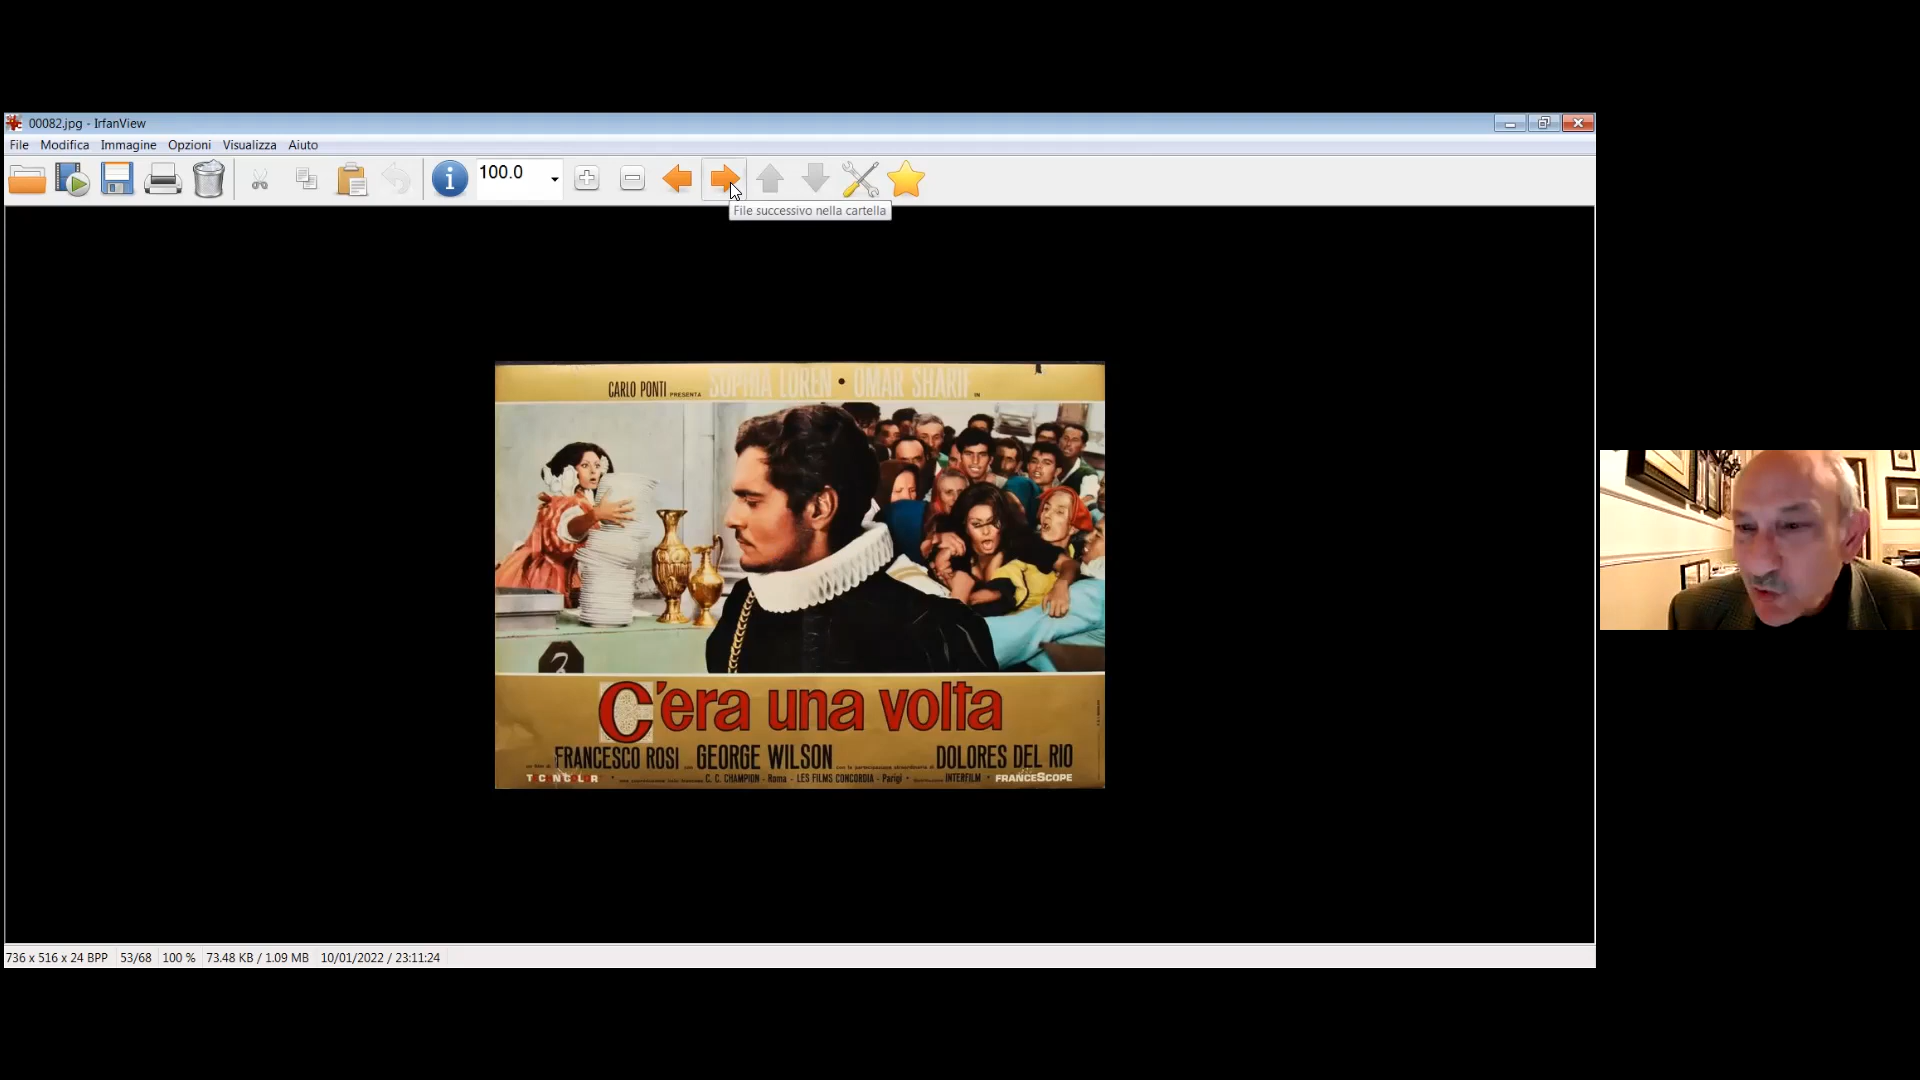 00082.jpg - IrfanView
File Modifica Immagine Opzioni Visualizza Aiuto
100.0
File successivo nella cartella
CARLO PONTI PRESENTA SOPHIA LOREN • OMAR SHARIF IN
3
C'era una volta
FRANCESCO ROSI GEORGE WILSON DOLORES DEL RIO
TECHNICOLOR C. C. CHAMPION - Roma - LES FILMS CONCORDIA - Parigi • INTERFILM • FRANCESCOPE
736 x 516 x 24 BPP 53/68 100 % 73.48 KB / 1.09 MB 10/01/2022 / 23:11:24